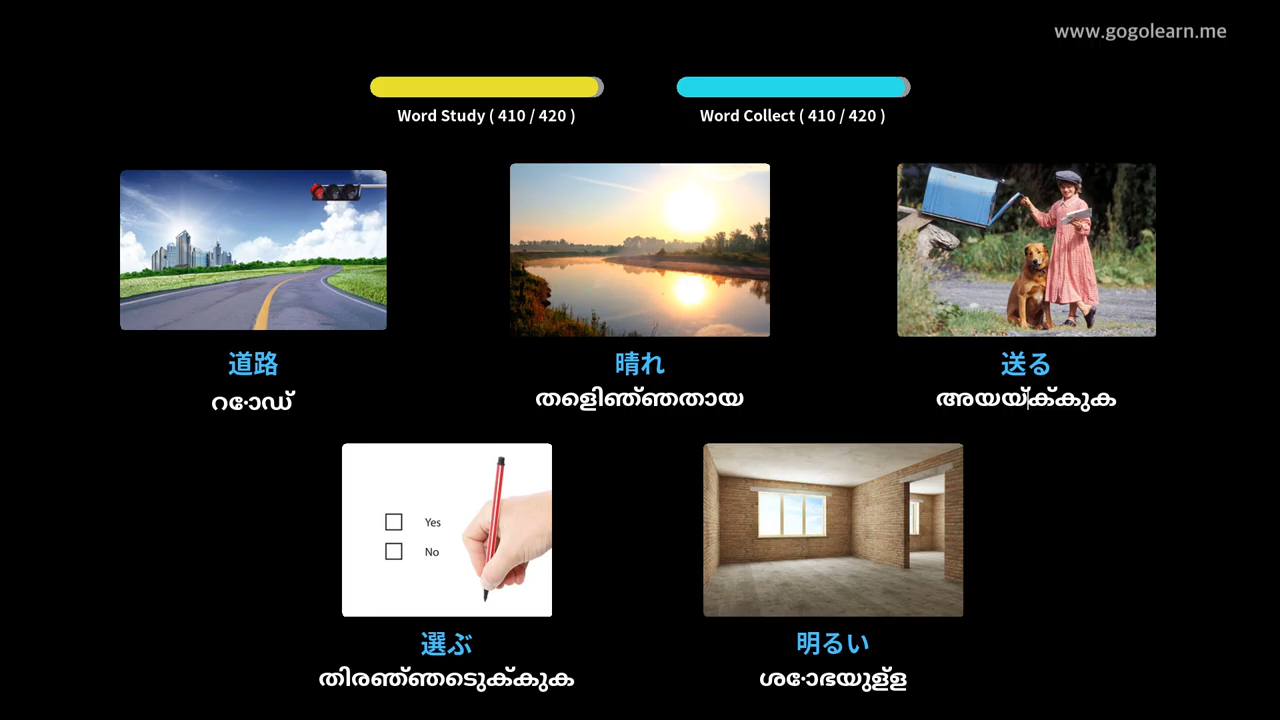 www.gogolearn.me
Word Study ( 410 / 420 )
Word Collect ( 410 / 420 )
道路
晴れ
送る
റോഡ്
തെളിഞ്ഞതായ
അയയ്ക്കുക
Yes
No
選ぶ
明るい
തിരഞ്ഞെടുക്കുക
ശോഭയുള്ള